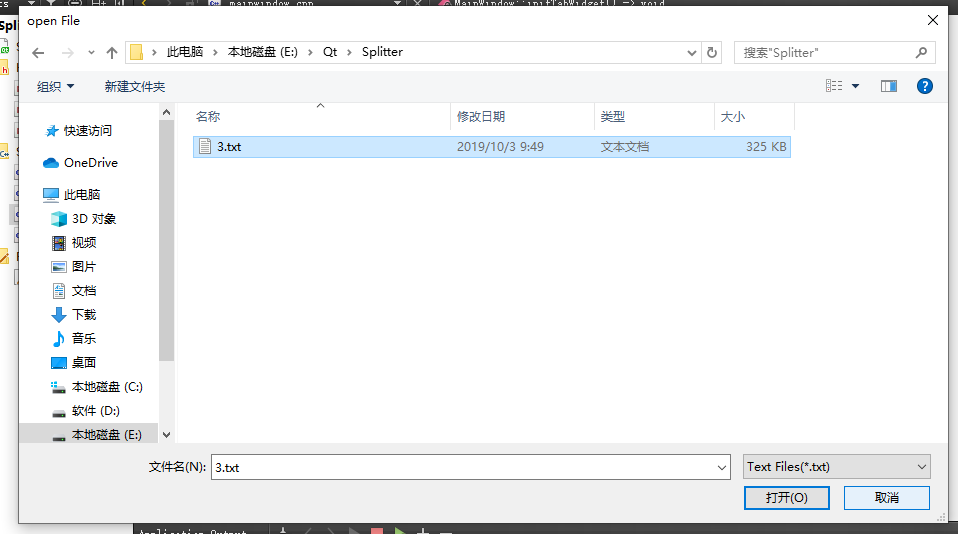 mainwindow.cpp
MainWindow::initTabWidget() -> void
open File
此电脑 本地磁盘 (E:) Qt Splitter
搜索"Splitter"
组织 新建文件夹
名称 修改日期 类型 大小
3.txt 2019/10/3 9:49 文本文档 325 KB
快速访问
OneDrive
此电脑
3D 对象
视频
图片
文档
下载
音乐
桌面
本地磁盘 (C:)
软件 (D:)
本地磁盘 (E:)
文件名(N): 3.txt Text Files(*.txt)
打开(O) 取消
Application Output